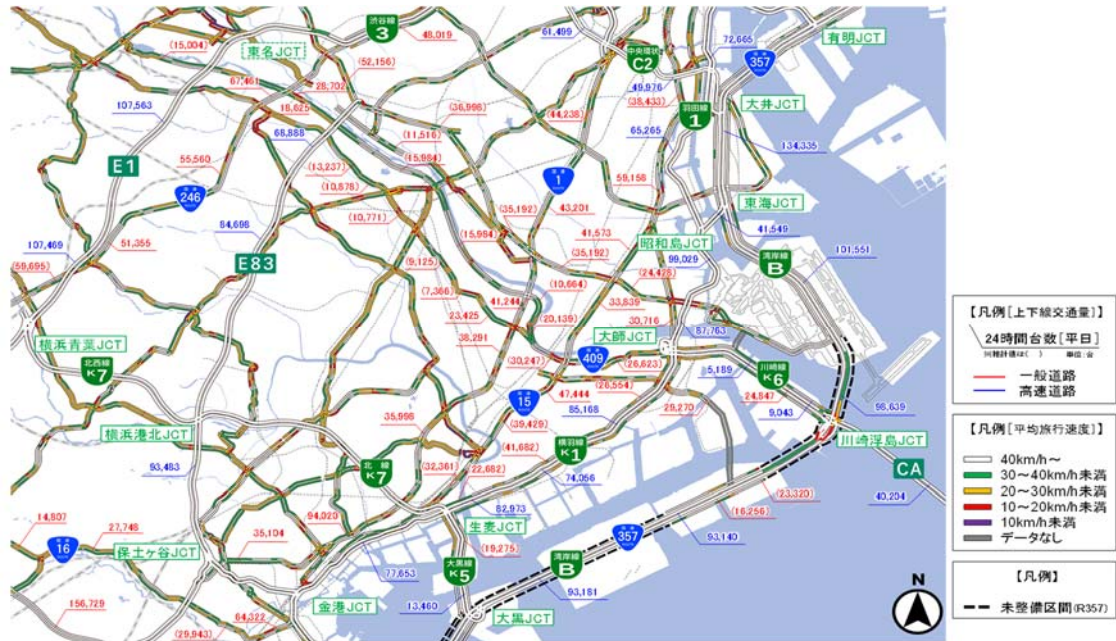 (15,004)
東名JCT
渋谷線
3
48,019
61,499
中央環状
C2
72,665
有明JCT
国道
357
67,461
(52,156)
28,702
18,625
107,563
68,888
(36,998)
49,976
(38,433)
羽田線
1
大井JCT
(44,238)
(11,516)
65,265
134,335
E1
55,560
(13,237)
(15,984)
国道
1
59,158
246
(10,878)
(35,192)
43,201
東海JCT
84,698
(10,771)
(15,984)
41,573
昭和島JCT
41,549
107,469
51,355
(35,192)
99,029
湾岸線
B
101,551
(59,695)
E83
(9,125)
(24,428)
(7,366)
41,244
(10,664)
33,839
23,425
(20,139)
30,716
大師JCT
87,763
横浜青葉JCT
38,291
409
北西線
K7
(30,247)
(26,623)
5,189
川崎線
K6
(26,554)
24,847
15
47,444
29,270
9,043
98,639
35,998
85,168
横浜港北JCT
(39,429)
川崎浮島JCT
93,483
北線
K7
(41,682)
横羽線
K1
CA
(32,361)
22,682
74,056
(23,320)
40,204
14,807
27,748
94,020
82,973
(16,256)
35,104
生麦JCT
16
保土ヶ谷JCT
(19,275)
357
93,140
大黒線
K5
湾岸線
B
77,653
93,181
156,729
金港JCT
13,460
大黒JCT
64,322
(29,943)
N
【凡例[上下線交通量]】
24時間台数[平日]
単位:台
一般道路
高速道路
【凡例[平均旅行速度]】
40km/h～
30～40km/h未満
20～30km/h未満
10～20km/h未満
10km/h未満
データなし
【凡例】
未整備区間(R357)